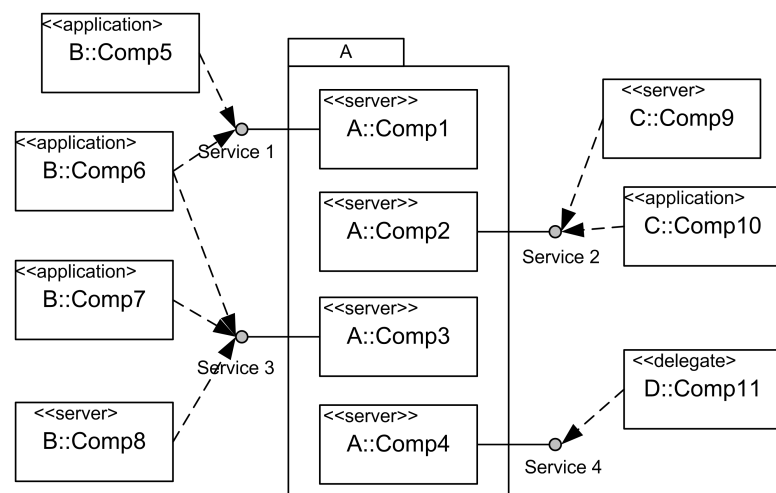 <<application>
B::Comp5
<<application>
B::Comp6
Service 1
<<application>
B::Comp7
Service 3
<<server>
B::Comp8
A
<<server>>
A::Comp1
<<server>>
A::Comp2
<<server>>
A::Comp3
<<server>>
A::Comp4
<<server>
C::Comp9
<<application>
C::Comp10
Service 2
<<delegate>
D::Comp11
Service 4